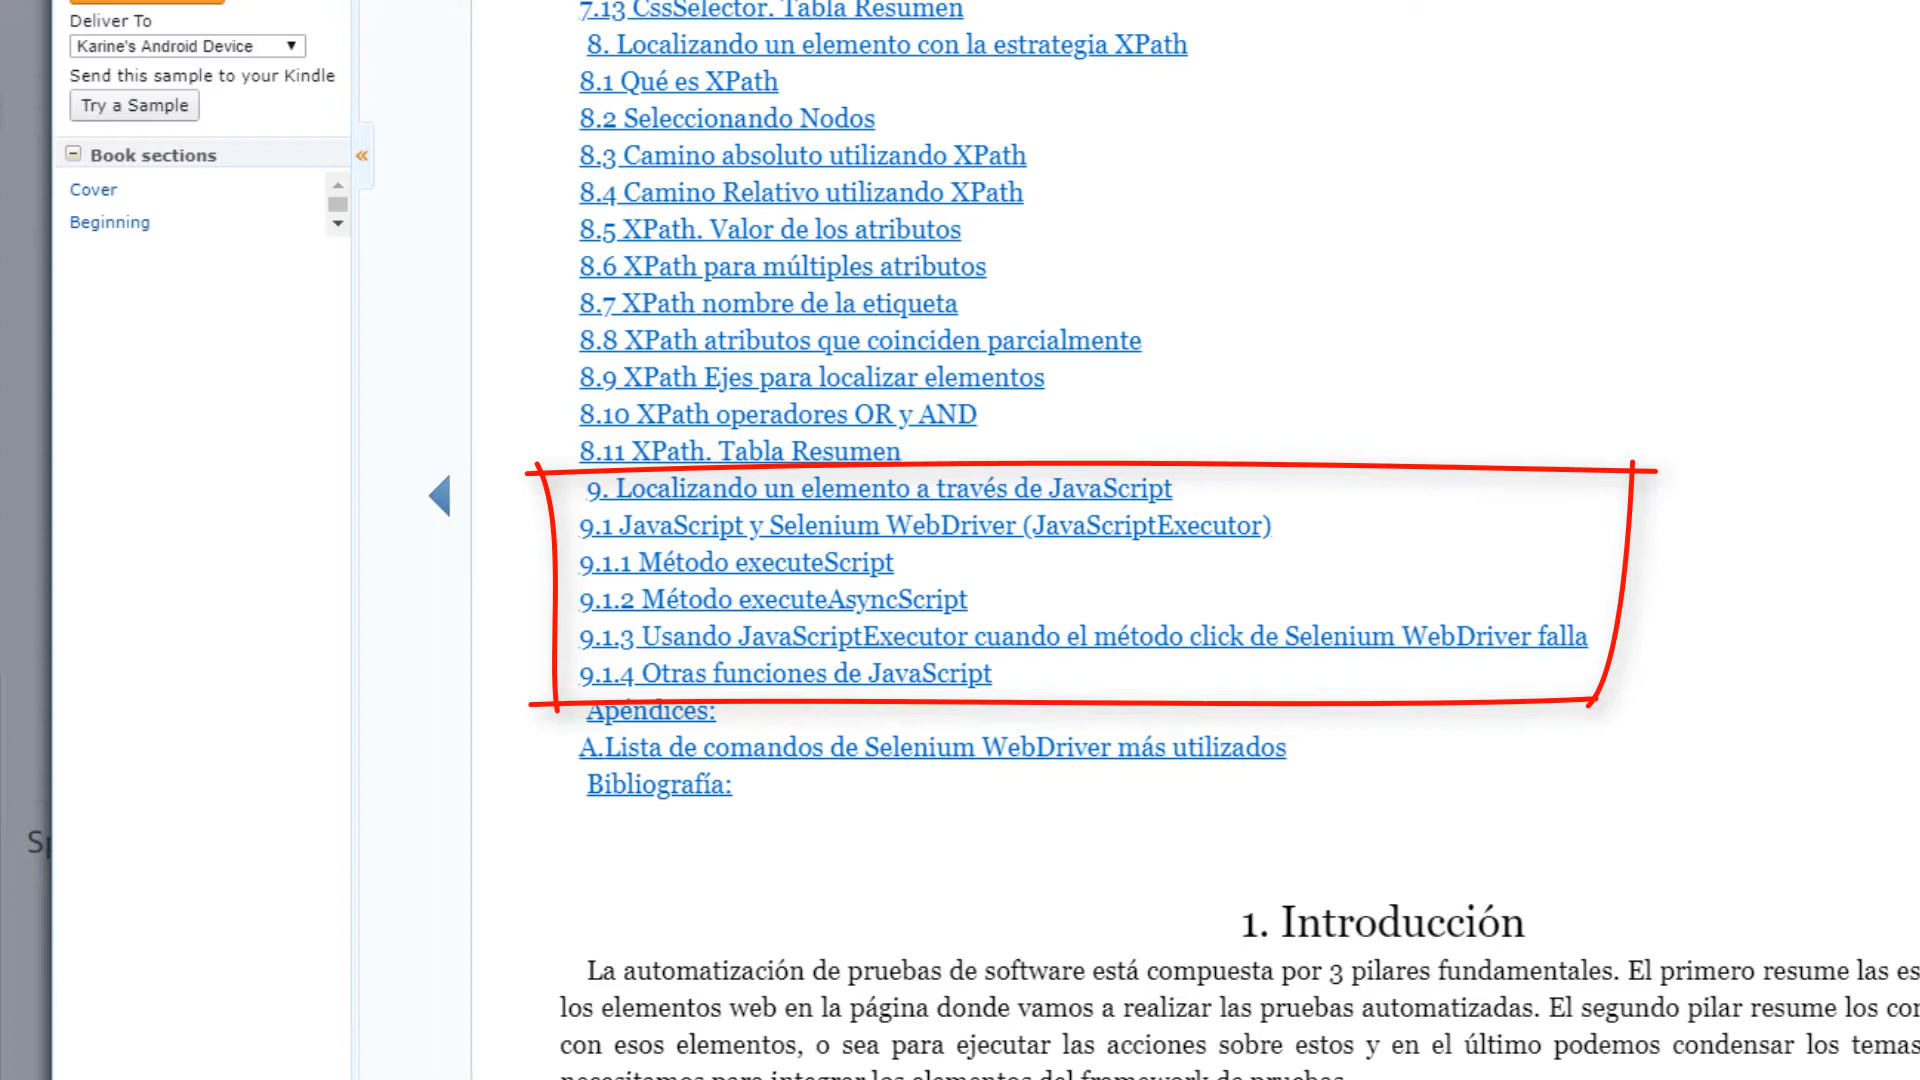 Deliver To
Karine's Android Device
Send this sample to your Kindle
Try a Sample
Book sections
Cover
Beginning
7.13 CssSelector. Tabla Resumen
8. Localizando un elemento con la estrategia XPath
8.1 Qué es XPath
8.2 Seleccionando Nodos
8.3 Camino absoluto utilizando XPath
8.4 Camino Relativo utilizando XPath
8.5 XPath. Valor de los atributos
8.6 XPath para múltiples atributos
8.7 XPath nombre de la etiqueta
8.8 XPath atributos que coinciden parcialmente
8.9 XPath Ejes para localizar elementos
8.10 XPath operadores OR y AND
8.11 XPath. Tabla Resumen
9. Localizando un elemento a través de JavaScript
9.1 JavaScript y Selenium WebDriver (JavaScriptExecutor)
9.1.1 Método executeScript
9.1.2 Método executeAsyncScript
9.1.3 Usando JavaScriptExecutor cuando el método click de Selenium WebDriver falla
9.1.4 Otras funciones de JavaScript
Apéndices:
A.Lista de comandos de Selenium WebDriver más utilizados
Bibliografía:
1. Introducción
La automatización de pruebas de software está compuesta por 3 pilares fundamentales. El primero resume las es
los elementos web en la página donde vamos a realizar las pruebas automatizadas. El segundo pilar resume los
con esos elementos, o sea para ejecutar las acciones sobre estos y en el último podemos condensar los temas
necesitamos para integrar los elementos del framework de pruebas.